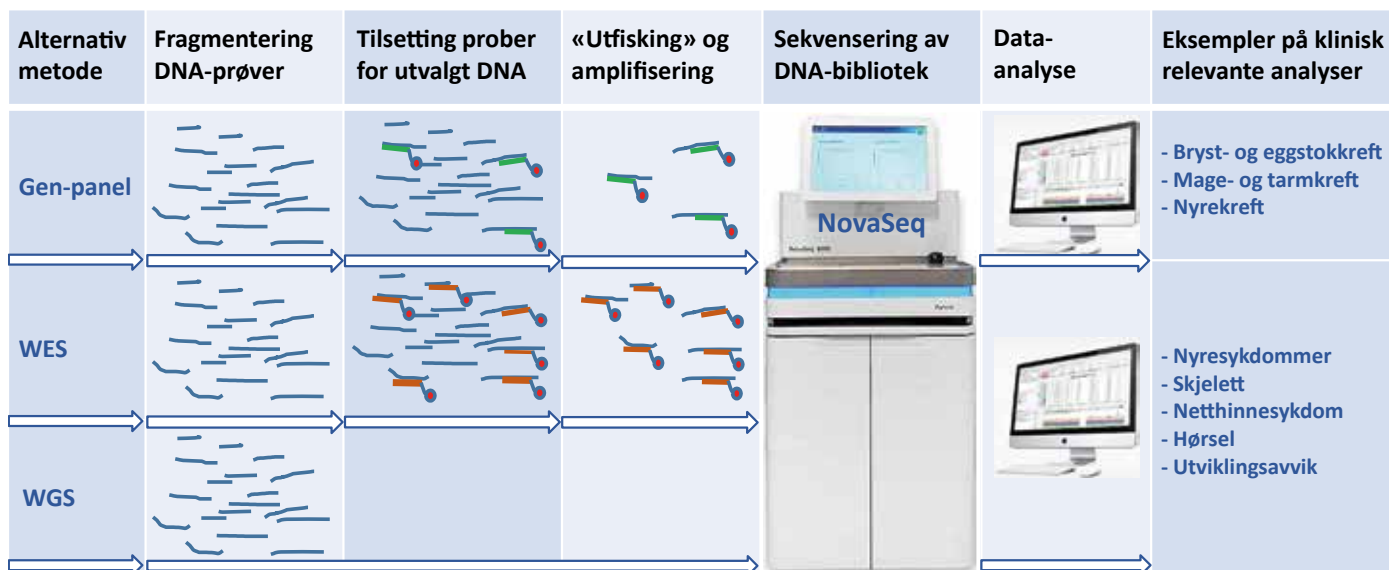 Alternativ
metode
Fragmentering
DNA-prøver
Tilsetting prober
for utvalgt DNA
«Utfisking» og
amplifisering
Sekvensering av
DNA-bibliotek
Data-
analyse
Eksempler på klinisk
relevante analyser
Gen-panel
NovaSeq
- Bryst- og eggstokkreft
- Mage- og tarmkreft
- Nyrekreft
WES
- Nyresykdommer
- Skjelett
- Netthinnesykdom
- Hørsel
- Utviklingsavvik
WGS